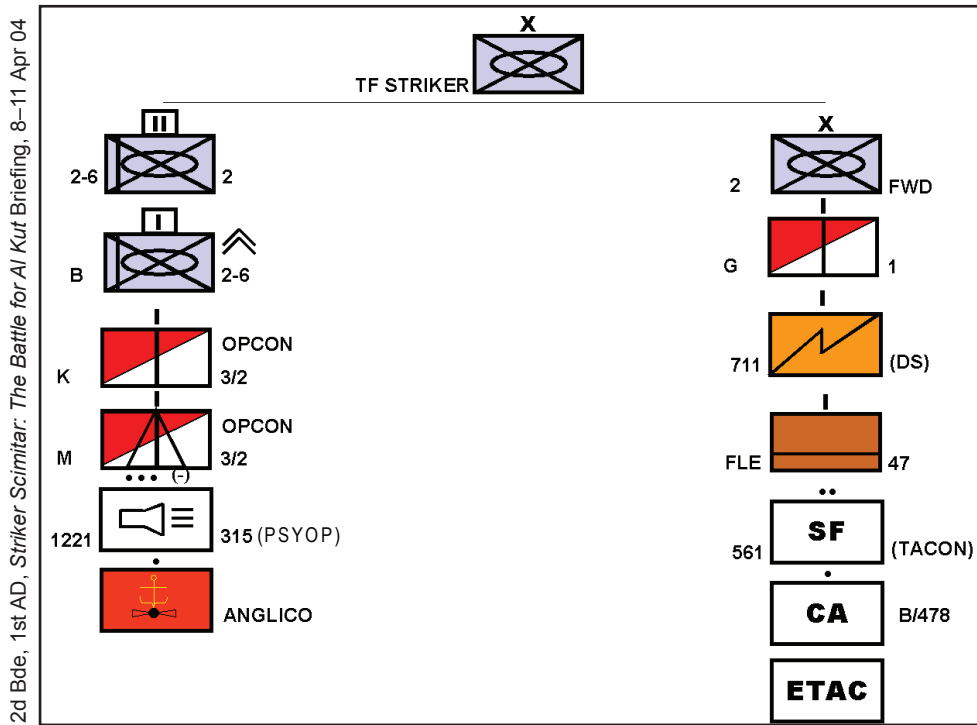 2d Bde, 1st AD, Striker Scimitar: The Battle for Al Kut Briefing, 8–11 Apr 04
X
TF STRIKER
II
2-6
2
I
B
2-6
I
K
OPCON
3/2
I
M
OPCON
3/2
(-)
1221
315 (PSYOP)
ANGLICO
X
2
FWD
I
G
1
I
711
(DS)
I
FLE
47
561
SF
(TACON)
CA
B/478
ETAC